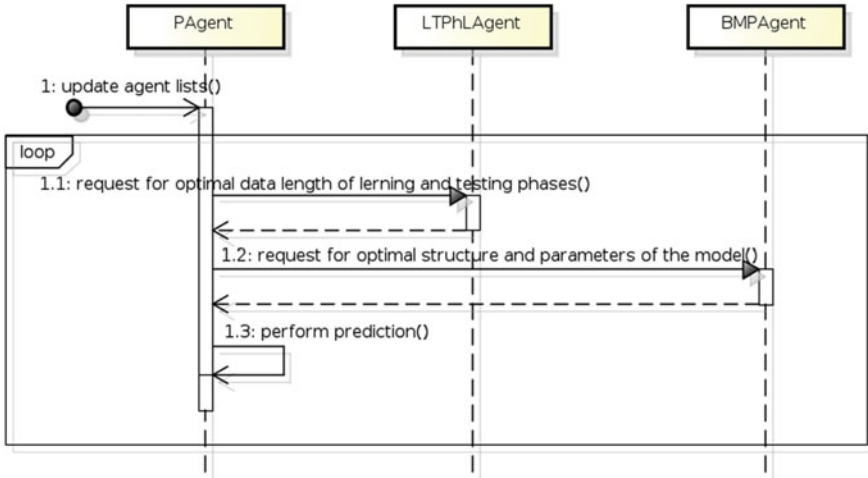 PAgent
LTPhLAgent
BMPAgent
1: update agent lists()
loop
1.1: request for optimal data length of lerning and testing phases()
1.2: request for optimal structure and parameters of the model()
1.3: perform prediction()